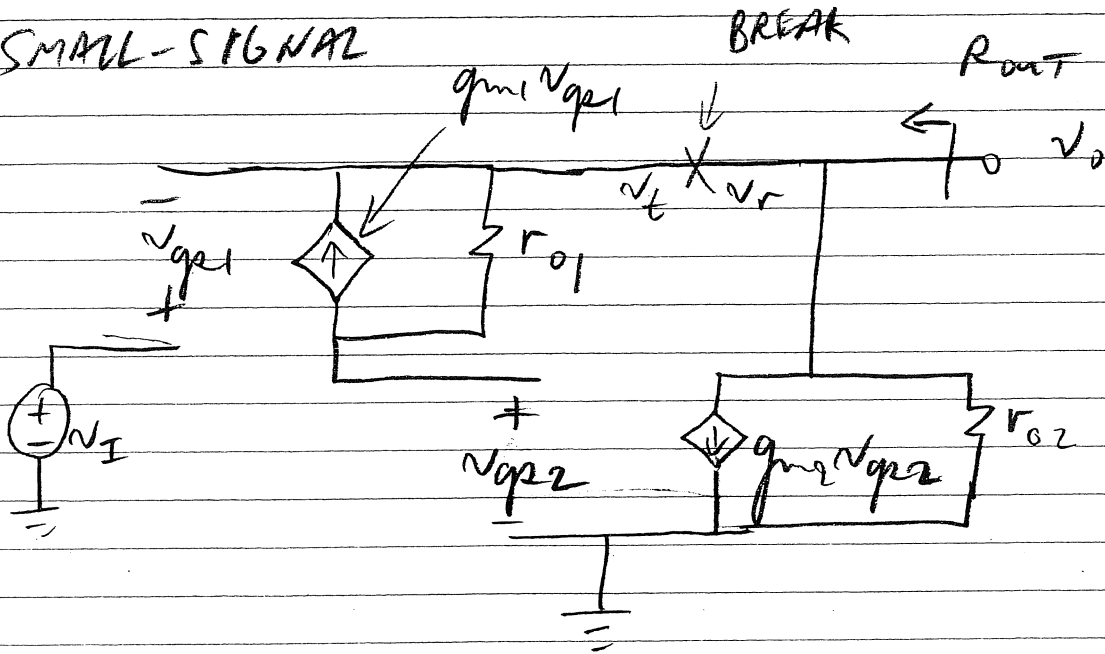 SMALL-SIGNAL
BREAK
ROUT
gm1 vgs1
vo
vt
vr
−
vgs1
+
ro1
+
−
vI
+
vgs2
−
gm2 vgs2
ro2